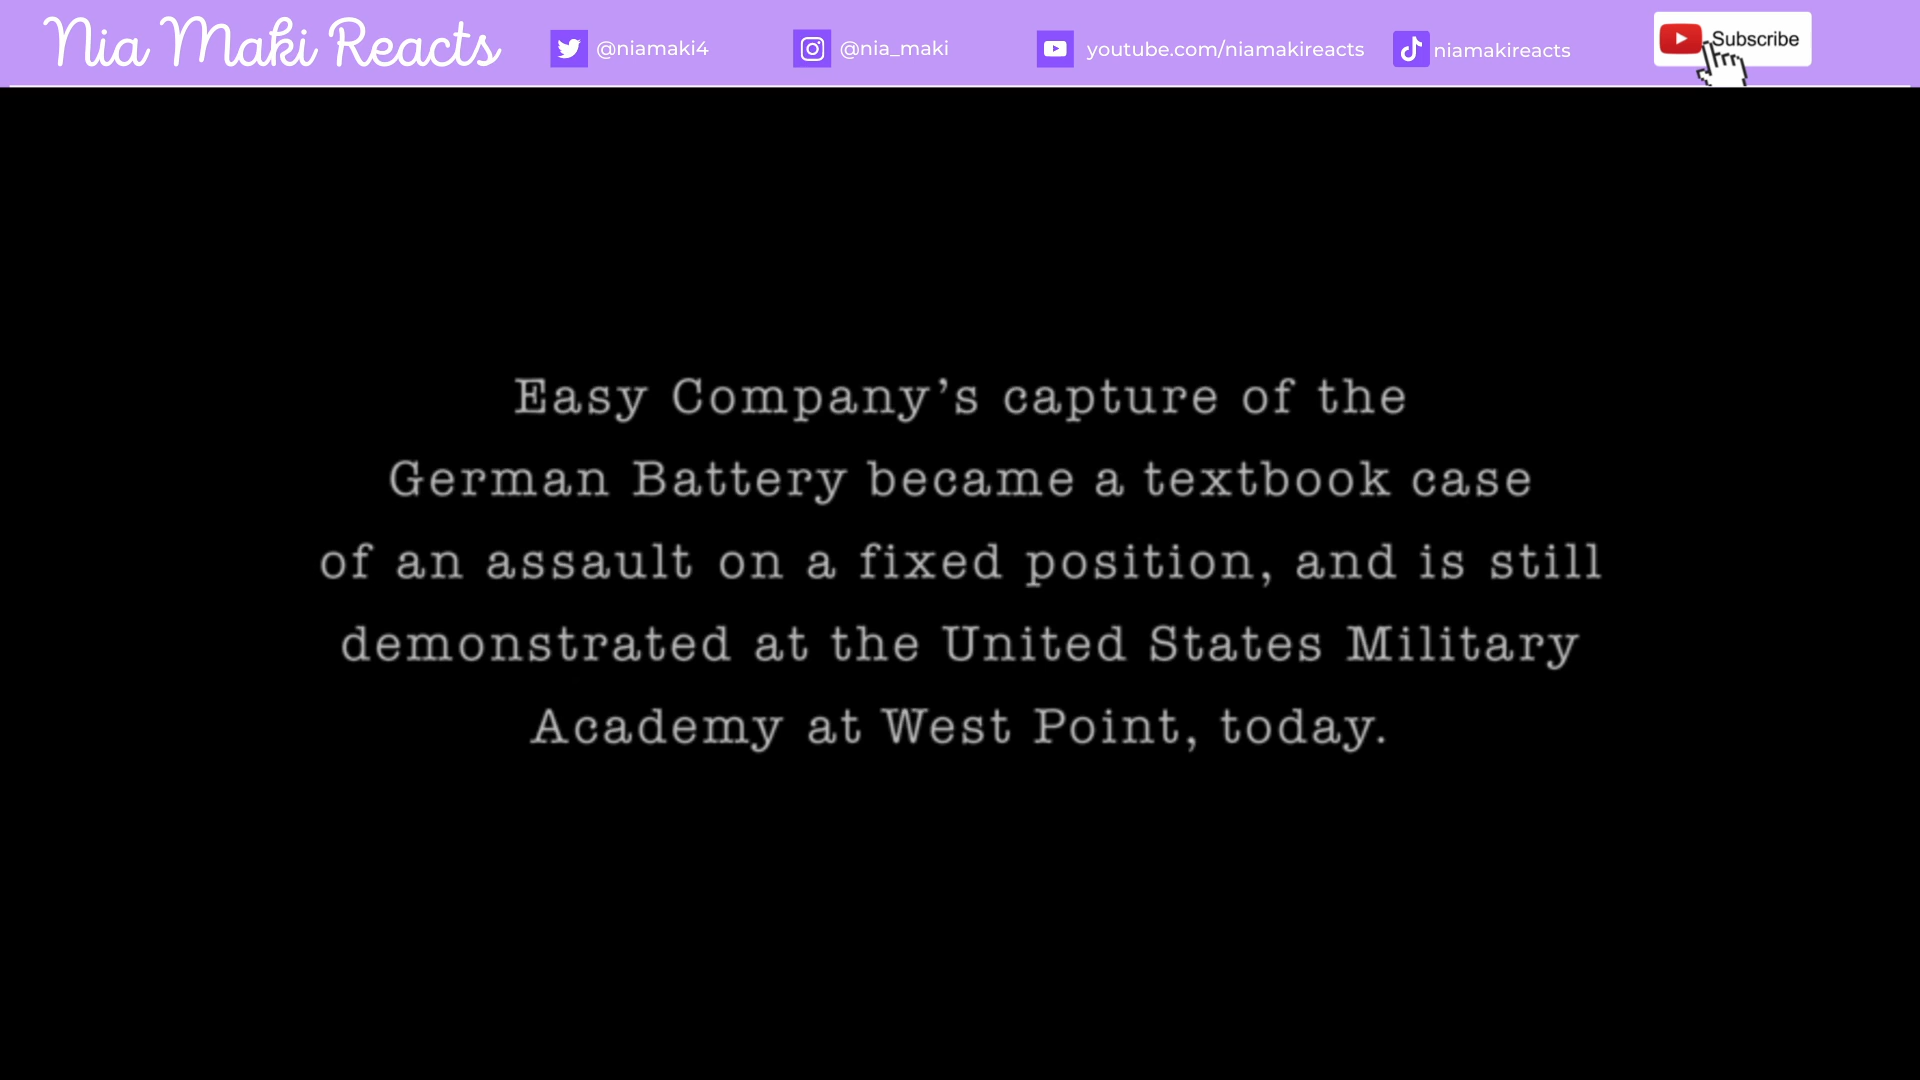 Nia Maki Reacts
@niamaki4
@nia_maki
youtube.com/niamakireacts
niamakireacts
Subscribe
Easy Company’s capture of the
German Battery became a textbook case
of an assault on a fixed position, and is still
demonstrated at the United States Military
Academy at West Point, today.